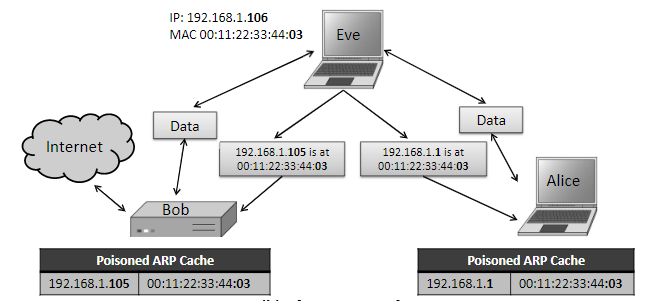 IP: 192.168.1.106
MAC 00:11:22:33:44:03
Eve
Data
Data
Internet
192.168.1.105 is at
00:11:22:33:44:03
192.168.1.1 is at
00:11:22:33:44:03
Bob
Alice
Poisoned ARP Cache
192.168.1.105 00:11:22:33:44:03
Poisoned ARP Cache
192.168.1.1 00:11:22:33:44:03